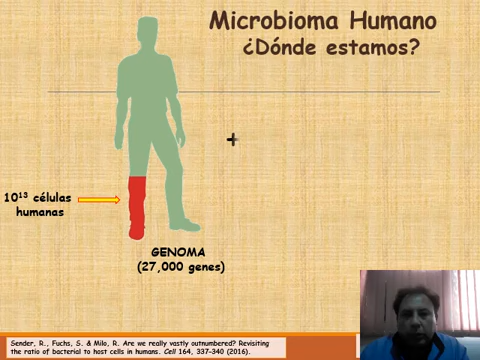 Microbioma Humano
¿Dónde estamos?
+
10¹³ células
humanas
GENOMA
(27,000 genes)
Sender, R., Fuchs, S. & Milo, R. Are we really vastly outnumbered? Revisiting
the ratio of bacterial to host cells in humans. Cell 164, 337-340 (2016).